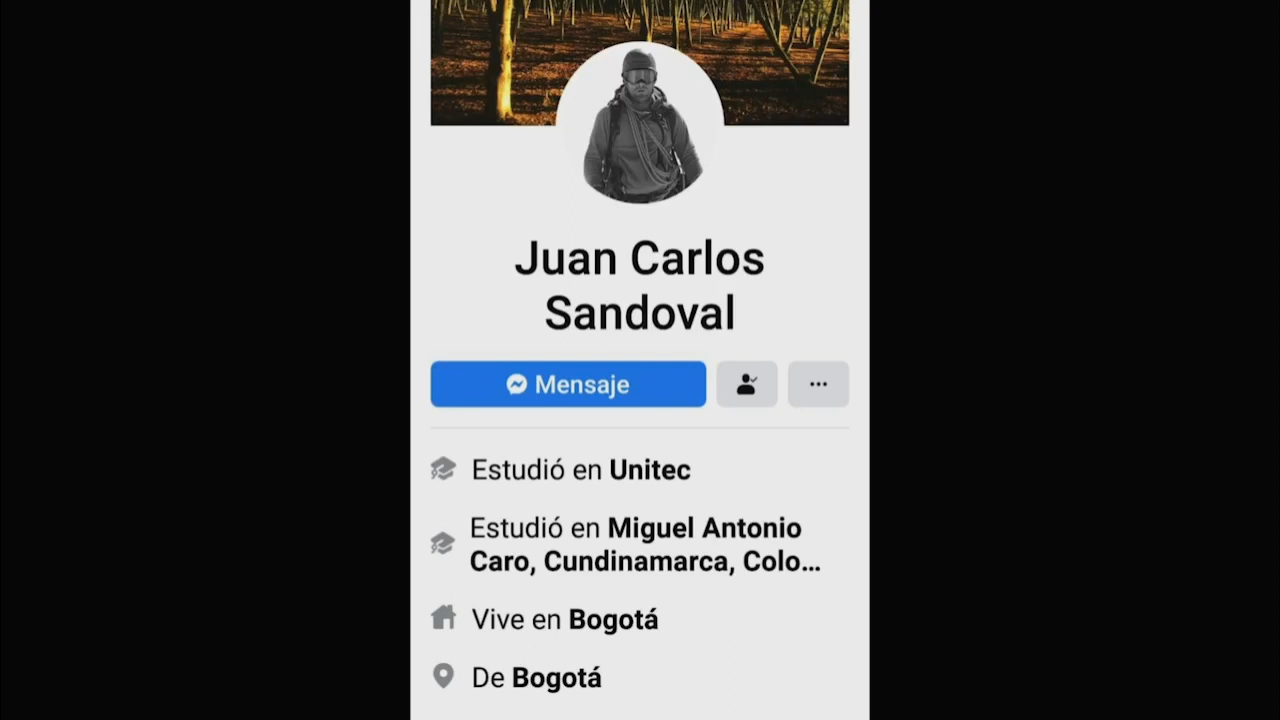 Juan Carlos
Sandoval
Mensaje
Estudió en Unitec
Estudió en Miguel Antonio
Caro, Cundinamarca, Colo...
Vive en Bogotá
De Bogotá